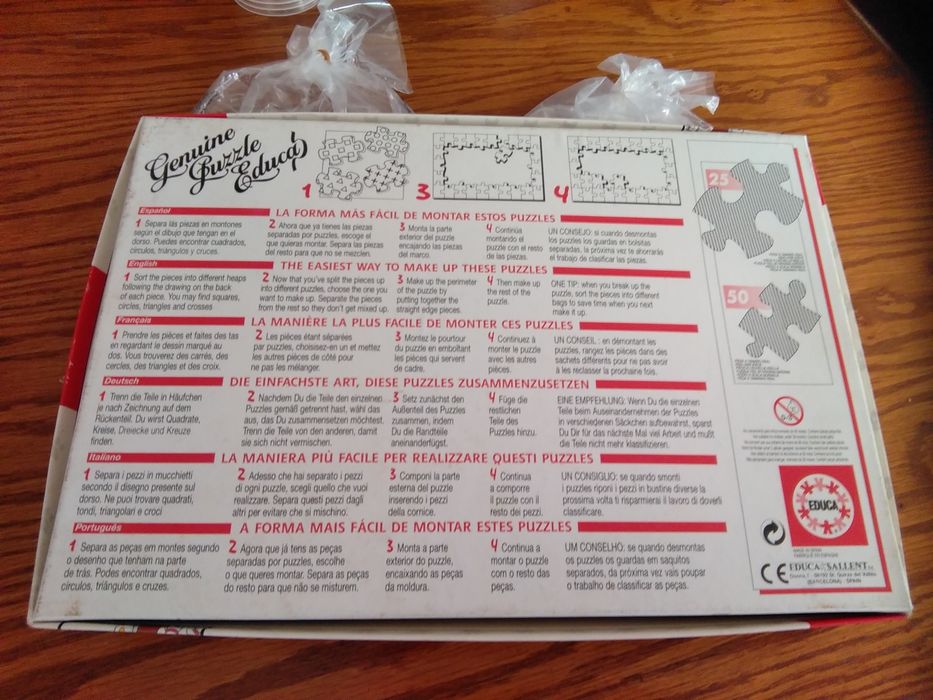 Genuine
Puzzle
Educa
1
3
4
Español
LA FORMA MÁS FÁCIL DE MONTAR ESTOS PUZZLES
1 Separa las piezas en montones
según el dibujo que tengan en el
dorso. Puedes encontrar cuadrados,
círculos, triángulos y cruces.
2 Ahora que ya tienes las piezas
separadas por puzzles, escoge el
que quieras montar. Separa las piezas
del resto para que no se mezclen.
3 Monta la parte
exterior del puzzle
encajando las piezas
del marco.
4 Continúa
montando el
puzzle con el resto
de las piezas.
UN CONSEJO: si cuando desmontas
los puzzles los guardas en bolsitas
separadas, la próxima vez te ahorrarás
el trabajo de clasificar las piezas.
English
THE EASIEST WAY TO MAKE UP THESE PUZZLES
1 Sort the pieces into different heaps
following the drawing on the back
of each piece. You may find squares,
circles, triangles and crosses
2 Now that you've split the pieces up
into different puzzles, choose the one you
want to make up. Separate the pieces
from the rest so they don't get mixed up.
3 Make up the perimeter
of the puzzle by
putting together the
straight edge pieces.
4 Then make up
the rest of the
puzzle.
ONE TIP: when you break up the
puzzle, sort the pieces into different
bags to save time when you next
make it up.
Français
LA MANIÈRE LA PLUS FACILE DE MONTER CES PUZZLES
1 Prendre les pièces et faites des tas
en regardant le dessin marqué au
dos. Vous trouverez des carrés, des
cercles, des triangles et des croix.
2 Les pièces étant séparées
par puzzles, choisissez-en un et mettez
les autres pièces de côté pour
ne pas les mélanger.
3 Montez le pourtour
du puzzle en emboîtant
les pièces qui servent
de cadre.
4 Continuez à
monter le puzzle
avec les autres
pièces.
UN CONSEIL : en démontant les
puzzles, rangez les pièces dans des
sachets différents pour ne pas avoir
à les réclasser la prochaine fois.
Deutsch
DIE EINFACHSTE ART, DIESE PUZZLES ZUSAMMENZUSETZEN
1 Trenn die Teile in Häufchen
je nach Zeichnung auf dem
Rückenteil. Du wirst Quadrate,
Kreise, Dreiecke und Kreuze
finden.
2 Nachdem Du die Teile den einzelnen
Puzzles gemäß getrennt hast, wähl das
aus, das Du zusammensetzen möchtest.
Trenn die Teile von den anderen, damit
sie sich nicht vermischen.
3 Setz zunächst den
Außenteil des Puzzles
zusammen, indem
Du die Randteile
aneinanderfügst.
4 Füge die
restlichen
Teile des
Puzzles hinzu.
EINE EMPFEHLUNG: Wenn Du die einzelnen
Teile beim Auseinandernehmen der Puzzles
in verschiedenen Säckchen aufbewahrst, sparst
Du Dir für das nächste Mal viel Arbeit und mußt
die Teile nicht mehr klassifizieren.
Italiano
LA MANIERA PIÙ FACILE PER REALIZZARE QUESTI PUZZLES
1 Separa i pezzi in mucchietti
secondo il disegno presente sul
dorso. Ne puoi trovare quadrati,
tondi, triangolari e croci
2 Adesso che hai separato i pezzi
di ogni puzzle, scegli quello che vuoi
realizzare. Separa questi pezzi dagli
altri per evitare che si mischino.
3 Componi la parte
esterna del puzzle
inserendo i pezzi
della cornice.
4 Continua
a comporre
il puzzle con il
resto dei pezzi.
UN CONSIGLIO: se quando smonti
i puzzles riponi i pezzi in bustine diverse la
prossima volta ti risparmierai il lavoro di doverli
classificare.
Português
A FORMA MAIS FÁCIL DE MONTAR ESTES PUZZLES
1 Separa as peças em montes segundo
o desenho que tenham na parte
de trás. Podes encontrar quadrados,
círculos, triângulos e cruzes.
2 Agora que já tens as peças
separadas por puzzles, escolhe
o que queres montar. Separa as peças
do resto para que não se misturem.
3 Monta a parte
exterior do puzzle,
encaixando as peças
da moldura.
4 Continua a
montar o puzzle
com o resto das
peças.
UM CONSELHO: se quando desmontas
os puzzles os guardas em saquitos
separados, da próxima vez vais poupar
o trabalho de classificar as peças.
25
50
EDUCA
MADE IN SPAIN
FABRIQUÉ EN ESPAGNE
CE
EDUCA SALLENT
(BARCELONA) SPAIN